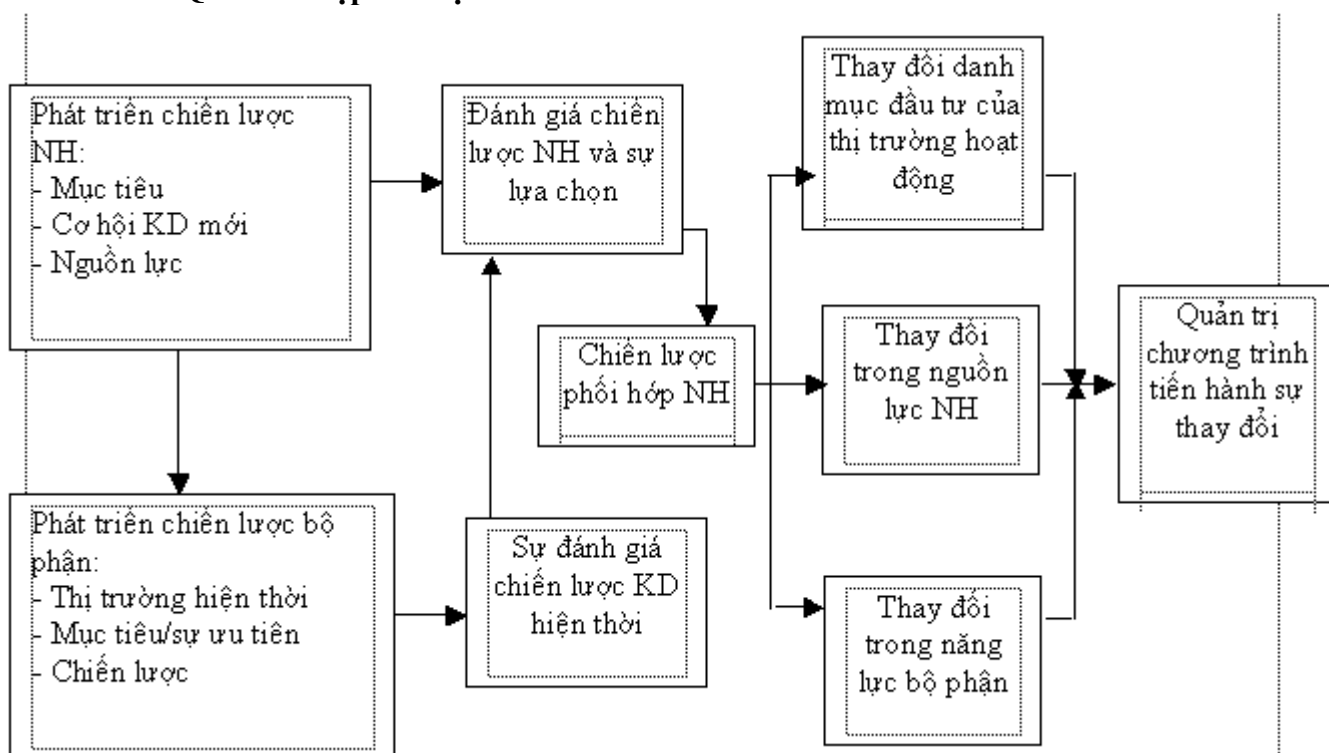 Phát triển chiến lược
NH:
- Mục tiêu
- Cơ hội KD mới
- Nguồn lực
Đánh giá chiến
lược NH và sự
lựa chọn
Thay đổi danh
mục đầu tư của
thị trường hoạt
động
Chiến lược
phối hớp NH
Thay đổi
trong nguồn
lực NH
Quản trị
chương trình
tiến hành sự
thay đổi
Phát triển chiến lược bộ
phận:
- Thị trường hiện thời
- Mục tiêu/sự ưu tiên
- Chiến lược
Sự đánh giá
chiến lược KD
hiện thời
Thay đổi
trong năng
lực bộ phận